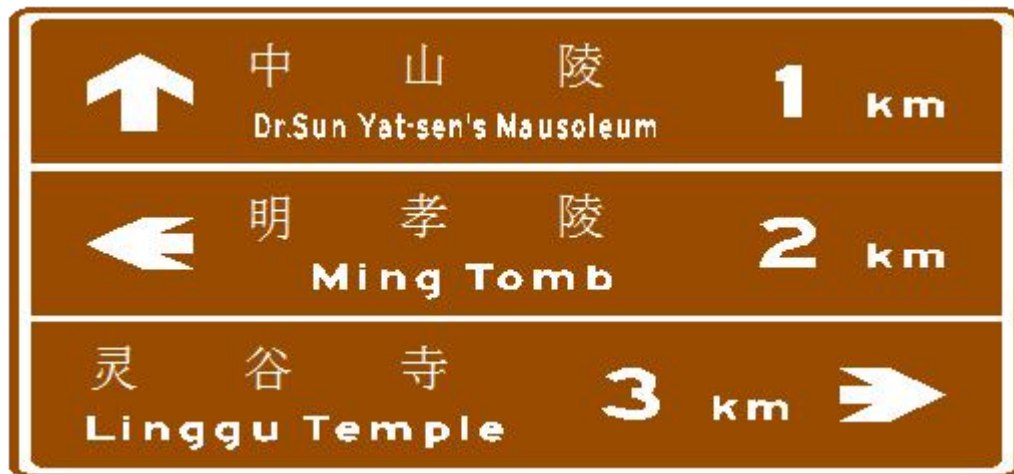 中 山 陵 1 km
Dr.Sun Yat-sen's Mausoleum
明 孝 陵 2 km
Ming Tomb
灵 谷 寺 3 km
Linggu Temple